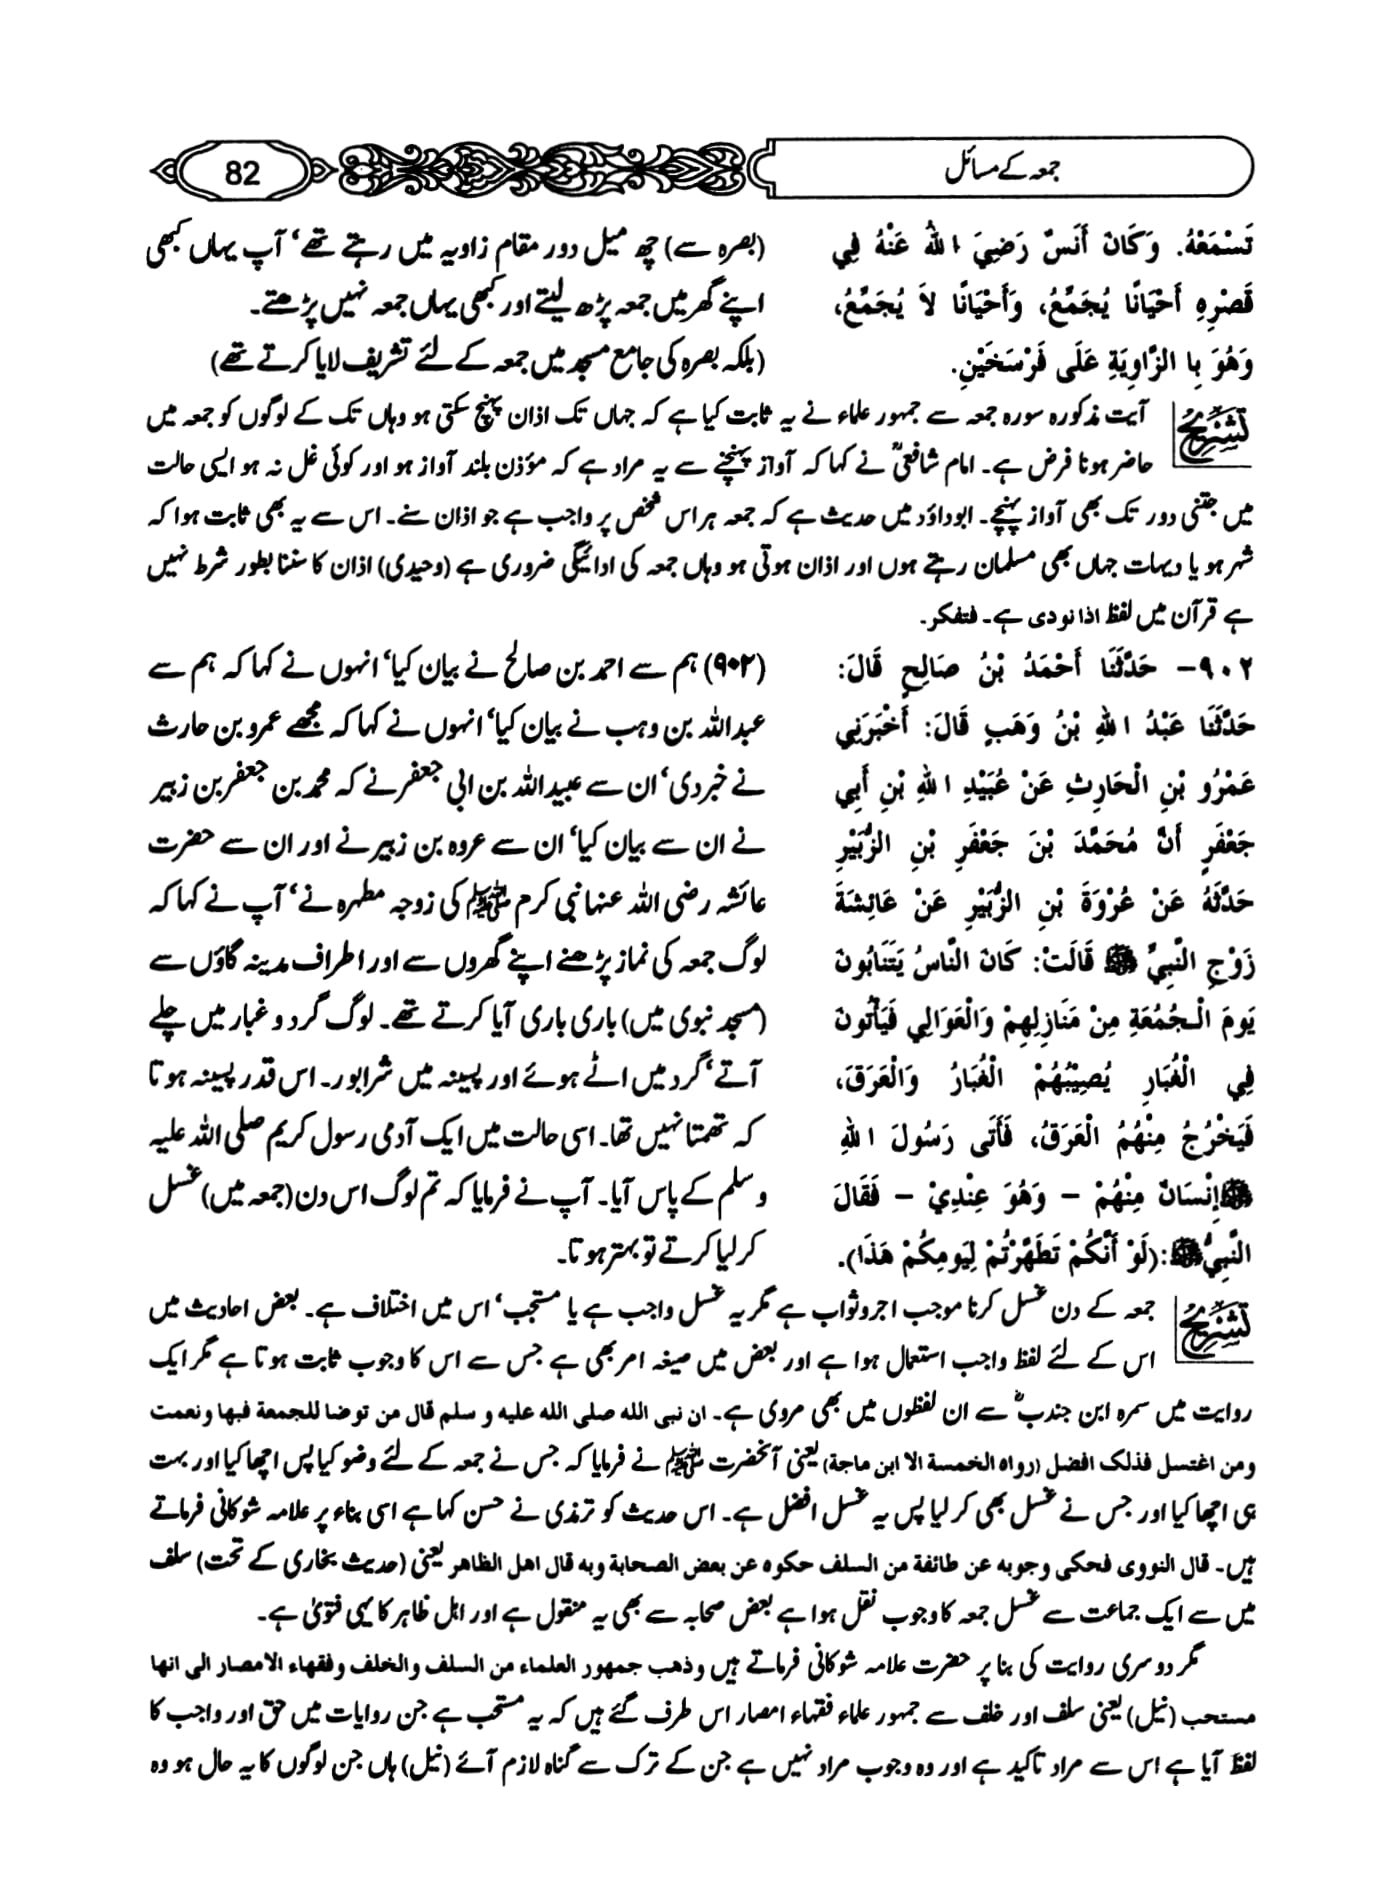 جمعہ کے مسائل
82
تَسْمَعْهُ. وَكَانَ أَنَسٌ رَضِيَ اللهُ عَنْهُ فِي
قَصْرِهِ أَحْيَانًا يُجَمِّعُ، وَأَحْيَانًا لاَ يُجَمِّعُ،
وَهُوَ بِا الزَّاوِيَةِ عَلَى فَرْسَخَيْنِ.
(بصرہ سے) چھ میل دور مقام زاویہ میں رہتے تھے‘ آپ یہاں کبھی
اپنے گھر میں جمعہ پڑھ لیتے اور کبھی یہاں جمعہ نہیں پڑھتے۔
(بلکہ بصرہ کی جامع مسجد میں جمعہ کے لئے تشریف لایا کرتے تھے)
تشریح
آیت مذکورہ سورہ جمعہ سے جمہور علماء نے یہ ثابت کیا ہے کہ جہاں تک اذان پہنچ سکتی ہو وہاں تک کے لوگوں کو جمعہ میں
حاضر ہونا فرض ہے۔ امام شافعیؒ نے کہا کہ آواز پہنچنے سے یہ مراد ہے کہ مؤذن بلند آواز ہو اور کوئی غل نہ ہو ایسی حالت
میں جتنی دور تک بھی آواز پہنچے۔ ابوداؤد میں حدیث ہے کہ جمعہ ہر اس شخص پر واجب ہے جو اذان سنے۔ اس سے یہ بھی ثابت ہوا کہ
شہر ہو یا دیہات جہاں بھی مسلمان رہتے ہوں اور اذان ہوتی ہو وہاں جمعہ کی ادائیگی ضروری ہے (وحیدی) اذان کا سننا بطور شرط نہیں
ہے قرآن میں لفظ اذا نودی ہے۔ فتفکر۔
٩٠٢– حَدَّثَنَا أَحْمَدُ بْنُ صَالِحٍ قَالَ:
حَدَّثَنَا عَبْدُ اللهِ بْنُ وَهَبٍ قَالَ: أَخْبَرَنِي
عَمْرُو بْنِ الْحَارِثِ عَنْ عُبَيْدِ اللهِ بْنِ أَبِي
جَعْفَرٍ أَنَّ مُحَمَّدَ بْنَ جَعْفَرِ بْنِ الزُّبَيْرِ
حَدَّثَهُ عَنْ عُرْوَةَ بْنِ الزُّبَيْرِ عَنْ عَائِشَةَ
زَوْجِ النَّبِيِّ ﷺ قَالَتْ: كَانَ النَّاسُ يَتَنَابُونَ
يَومَ الْجُمُعَةِ مِنْ مَنَازِلِهِمْ وَالْعَوَالِي فَيَأْتُونَ
فِي الْغُبَارِ يُصِيْبُهُمْ الْغُبَارُ وَالْعَرَقَ،
فَيَخْرُجُ مِنْهُمُ الْعَرَقُ، فَأَتَى رَسُولَ اللهِ
ﷺ إِنْسَانٌ مِنْهُمْ – وَهُوَ عِنْدِيْ – فَقَالَ
النَّبِيُّ ﷺ: (لَوْ أَنَّكُمْ تَطَهَّرْتُمْ لِيَومِكُمْ هَذَا).
(۹۰۲) ہم سے احمد بن صالح نے بیان کیا‘ انہوں نے کہا کہ ہم سے
عبداللہ بن وہب نے بیان کیا‘ انہوں نے کہا کہ مجھے عمرو بن حارث
نے خبر دی‘ ان سے عبیداللہ بن ابی جعفر نے کہ محمد بن جعفر بن زبیر
نے ان سے بیان کیا‘ ان سے عروہ بن زبیر نے اور ان سے حضرت
عائشہ رضی اللہ عنہا نبی کرم ﷺ کی زوجہ مطہرہ نے‘ آپ نے کہا کہ
لوگ جمعہ کی نماز پڑھنے اپنے گھروں سے اور اطراف مدینہ گاؤں سے
(مسجد نبوی میں) باری باری آیا کرتے تھے۔ لوگ گرد و غبار میں چلے
آتے‘ گرد میں اٹے ہوئے اور پسینہ میں شرابور۔ اس قدر پسینہ ہوتا
کہ تھمتا نہیں تھا۔ اسی حالت میں ایک آدمی رسول کریم صلی اللہ علیہ
وسلم کے پاس آیا۔ آپ نے فرمایا کہ تم لوگ اس دن (جمعہ میں) غسل
کر لیا کرتے تو بہتر ہوتا۔
تشریح
جمعہ کے دن غسل کرنا موجب اجر و ثواب ہے مگر یہ غسل واجب ہے یا مستحب‘ اس میں اختلاف ہے۔ بعض احادیث میں
اس کے لئے لفظ واجب استعمال ہوا ہے اور بعض میں صیغہ امر بھی ہے جس سے اس کا وجوب ثابت ہوتا ہے مگر ایک
روایت میں سمرہ ابن جندبؓ سے ان لفظوں میں بھی مروی ہے۔ ان نبی اللہ صلی اللہ علیہ و سلم قال من توضا للجمعة فبها و نعمت
ومن اغتسل فذلک افضل (رواہ الخمسة الا ابن ماجة) یعنی آنحضرت ﷺ نے فرمایا کہ جس نے جمعہ کے لئے وضو کیا پس اچھا کیا اور بہت
ہی اچھا کیا اور جس نے غسل بھی کر لیا پس یہ غسل افضل ہے۔ اس حدیث کو ترمذی نے حسن کہا ہے اسی بناء پر علامہ شوکانی فرماتے
ہیں۔ قال النووی فحکی وجوبه عن طائفة من السلف حکوہ عن بعض الصحابة وبه قال اهل الظاهر یعنی (حدیث بخاری کے تحت) سلف
میں سے ایک جماعت سے غسل جمعہ کا وجوب نقل ہوا ہے بعض صحابہ سے بھی یہ منقول ہے اور اہل ظاہر کا یہی فتویٰ ہے۔
مگر دوسری روایت کی بنا پر حضرت علامہ شوکانی فرماتے ہیں وذهب جمهور العلماء من السلف والخلف وفقهاء الامصار الی انها
مستحب (نیل) یعنی سلف اور خلف سے جمہور علماء فقہاء امصار اس طرف گئے ہیں کہ یہ مستحب ہے جن روایات میں حق اور واجب کا
لفظ آیا ہے اس سے مراد تاکید ہے اور وہ وجوب مراد نہیں ہے جن کے ترک سے گناہ لازم آئے (نیل) ہاں جن لوگوں کا یہ حال ہو وہ